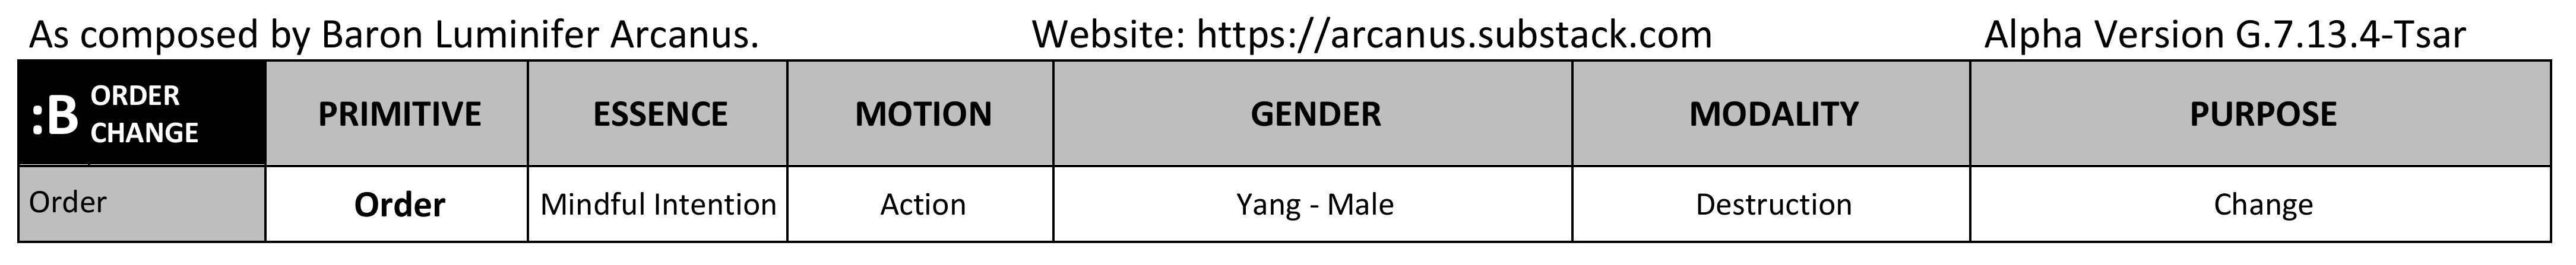 As composed by Baron Luminifer Arcanus. Website: https://arcanus.substack.com Alpha Version G.7.13.4-Tsar
:B ORDER CHANGE PRIMITIVE ESSENCE MOTION GENDER MODALITY PURPOSE
Order Order Mindful Intention Action Yang - Male Destruction Change